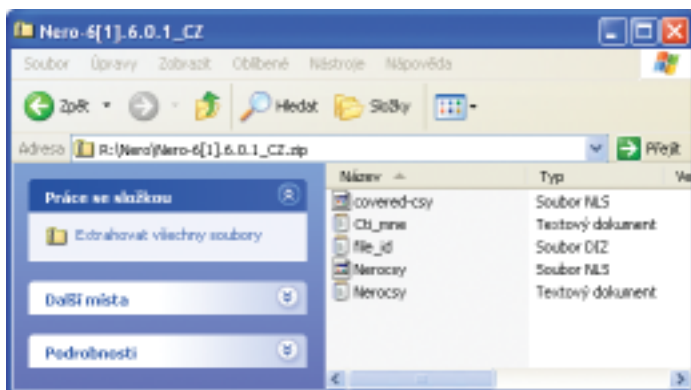 Nero-6[1].6.0.1_CZ
Soubor Úpravy Zobrazit Oblíbené Nástroje Nápověda
Zpět Hledat Složky
Adresa R:\Nero\Nero-6[1].6.0.1_CZ.zip Přejít
Název Typ Ve
Práce se složkou
Extrahovat všechny soubory
Další místa
Podrobnosti
covered-csy Soubor NLS
Cti_mne Textový dokument
file_id Soubor DIZ
Nerocsy Soubor NLS
Nerocsy Textový dokument